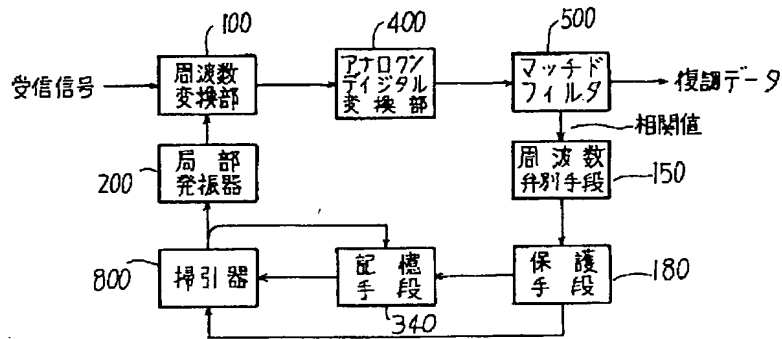 100
400
500
受信信号
周波数
変換部
アナログ
ディジタル
変換部
マッチド
フィルタ
復調データ
相関値
200
局部
発振器
周波数
弁別手段
150
800
掃引器
記憶
手段
340
保護
手段
180